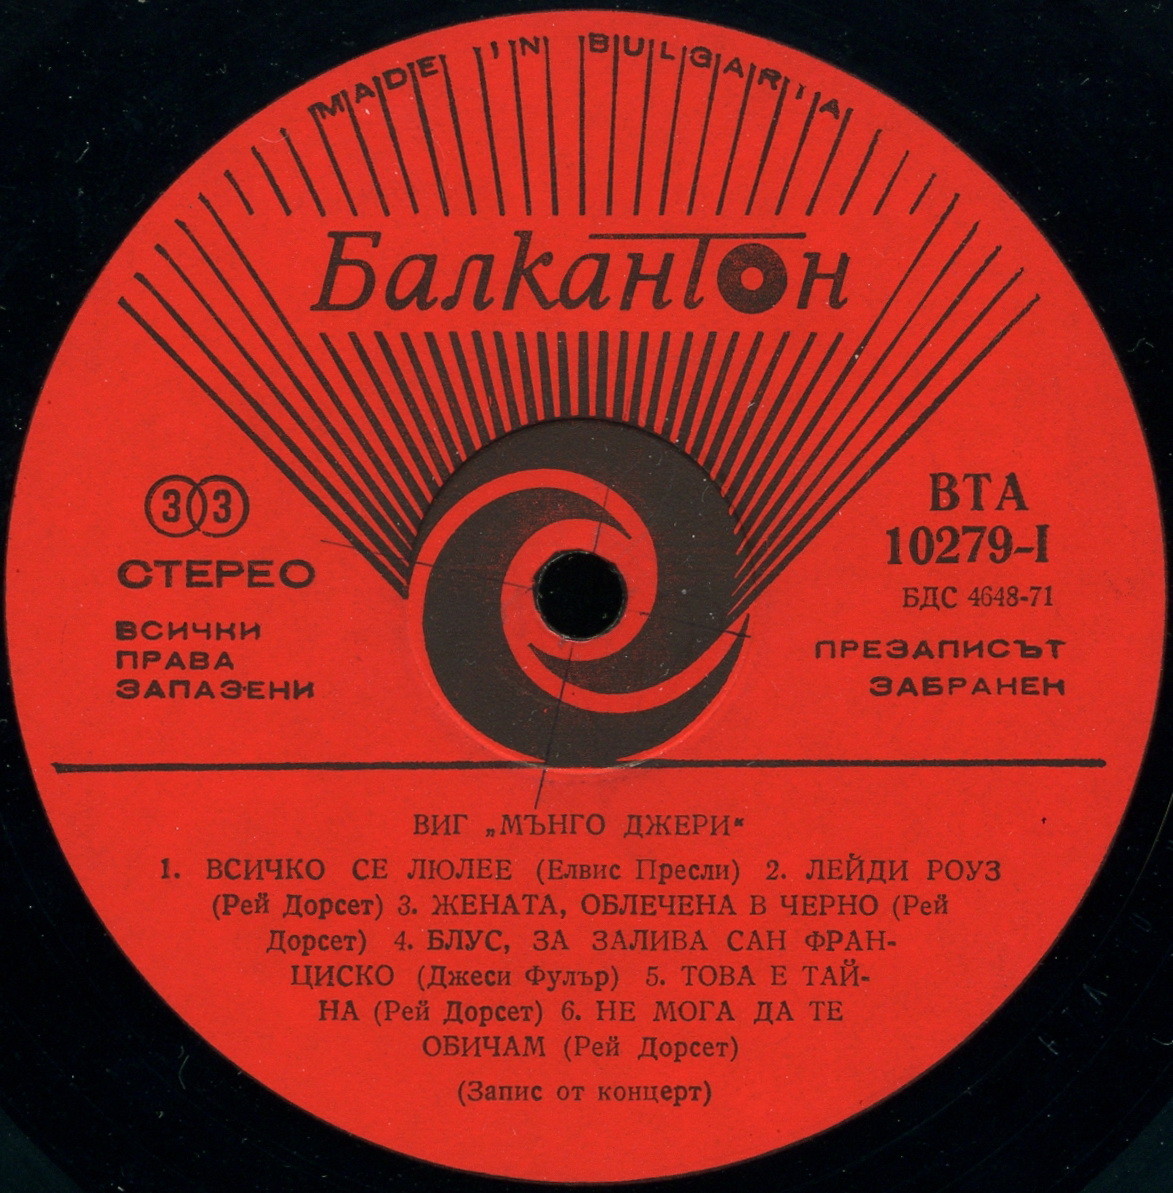 MADE IN BULGARIA
Балкантон
33
СТЕРЕО
ВСИЧКИ
ПРАВА
ЗАПАЗЕНИ
ВТА
10279-I
БДС 4648-71
ПРЕЗАПИСЪТ
ЗАБРАНЕН
ВИГ „МЪНГО ДЖЕРИ“
1. ВСИЧКО СЕ ЛЮЛЕЕ (Елвис Пресли) 2. ЛЕЙДИ РОУЗ
(Рей Дорсет) 3. ЖЕНАТА, ОБЛЕЧЕНА В ЧЕРНО (Рей
Дорсет) 4. БЛУС, ЗА ЗАЛИВА САН ФРАН-
ЦИСКО (Джеси Фулър) 5. ТОВА Е ТАЙ-
НА (Рей Дорсет) 6. НЕ МОГА ДА ТЕ
ОБИЧАМ (Рей Дорсет)
(Запис от концерт)